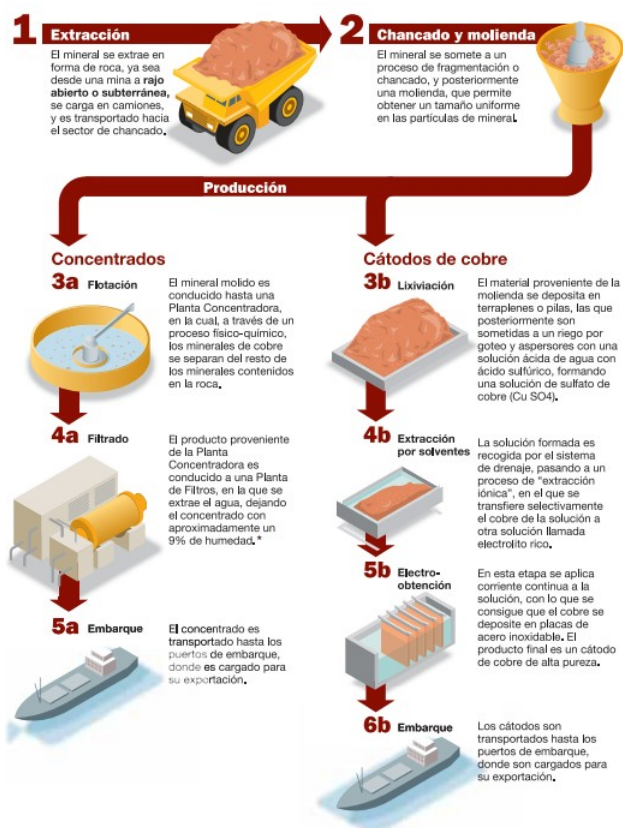 1 Extracción
El mineral se extrae en
forma de roca, ya sea
desde una mina a rajo
abierto o subterránea,
se carga en camiones,
y es transportado hacia
el sector de chancado.
2 Chancado y molienda
El mineral se somete a un
proceso de fragmentación o
chancado, y posteriormente
una molienda, que permite
obtener un tamaño uniforme
en las partículas de mineral.
Producción
Concentrados
3a Flotación
El mineral molido es
conducido hasta una
Planta Concentradora,
en la cual, a través de un
proceso físico-químico,
los minerales de cobre
se separan del resto de
los minerales contenidos
en la roca.
4a Filtrado
El producto proveniente
de la Planta
Concentradora es
conducido a una Planta
de Filtros, en la que se
extrae el agua, dejando
el concentrado con
aproximadamente un
9% de humedad.*
5a Embarque
El concentrado es
transportado hasta los
puertos de embarque,
donde es cargado para
su exportación.
Cátodos de cobre
3b Lixiviación
El material proveniente de la
molienda se deposita en
terraplenes o pilas, las que
posteriormente son
sometidas a un riego por
goteo y aspersores con una
solución ácida de agua con
ácido sulfúrico, formando
una solución de sulfato de
cobre (Cu SO4).
4b Extracción
por solventes
La solución formada es
recogida por el sistema
de drenaje, pasando a un
proceso de "extracción
iónica", en el que se
transfiere selectivamente
el cobre de la solución a
otra solución llamada
electrolito rico.
5b Electro-
obtención
En esta etapa se aplica
corriente continua a la
solución, con lo que se
consigue que el cobre se
deposite en placas de
acero inoxidable. El
producto final es un cátodo
de cobre de alta pureza.
6b Embarque
Los cátodos son
transportados hasta los
puertos de embarque,
donde son cargados para
su exportación.